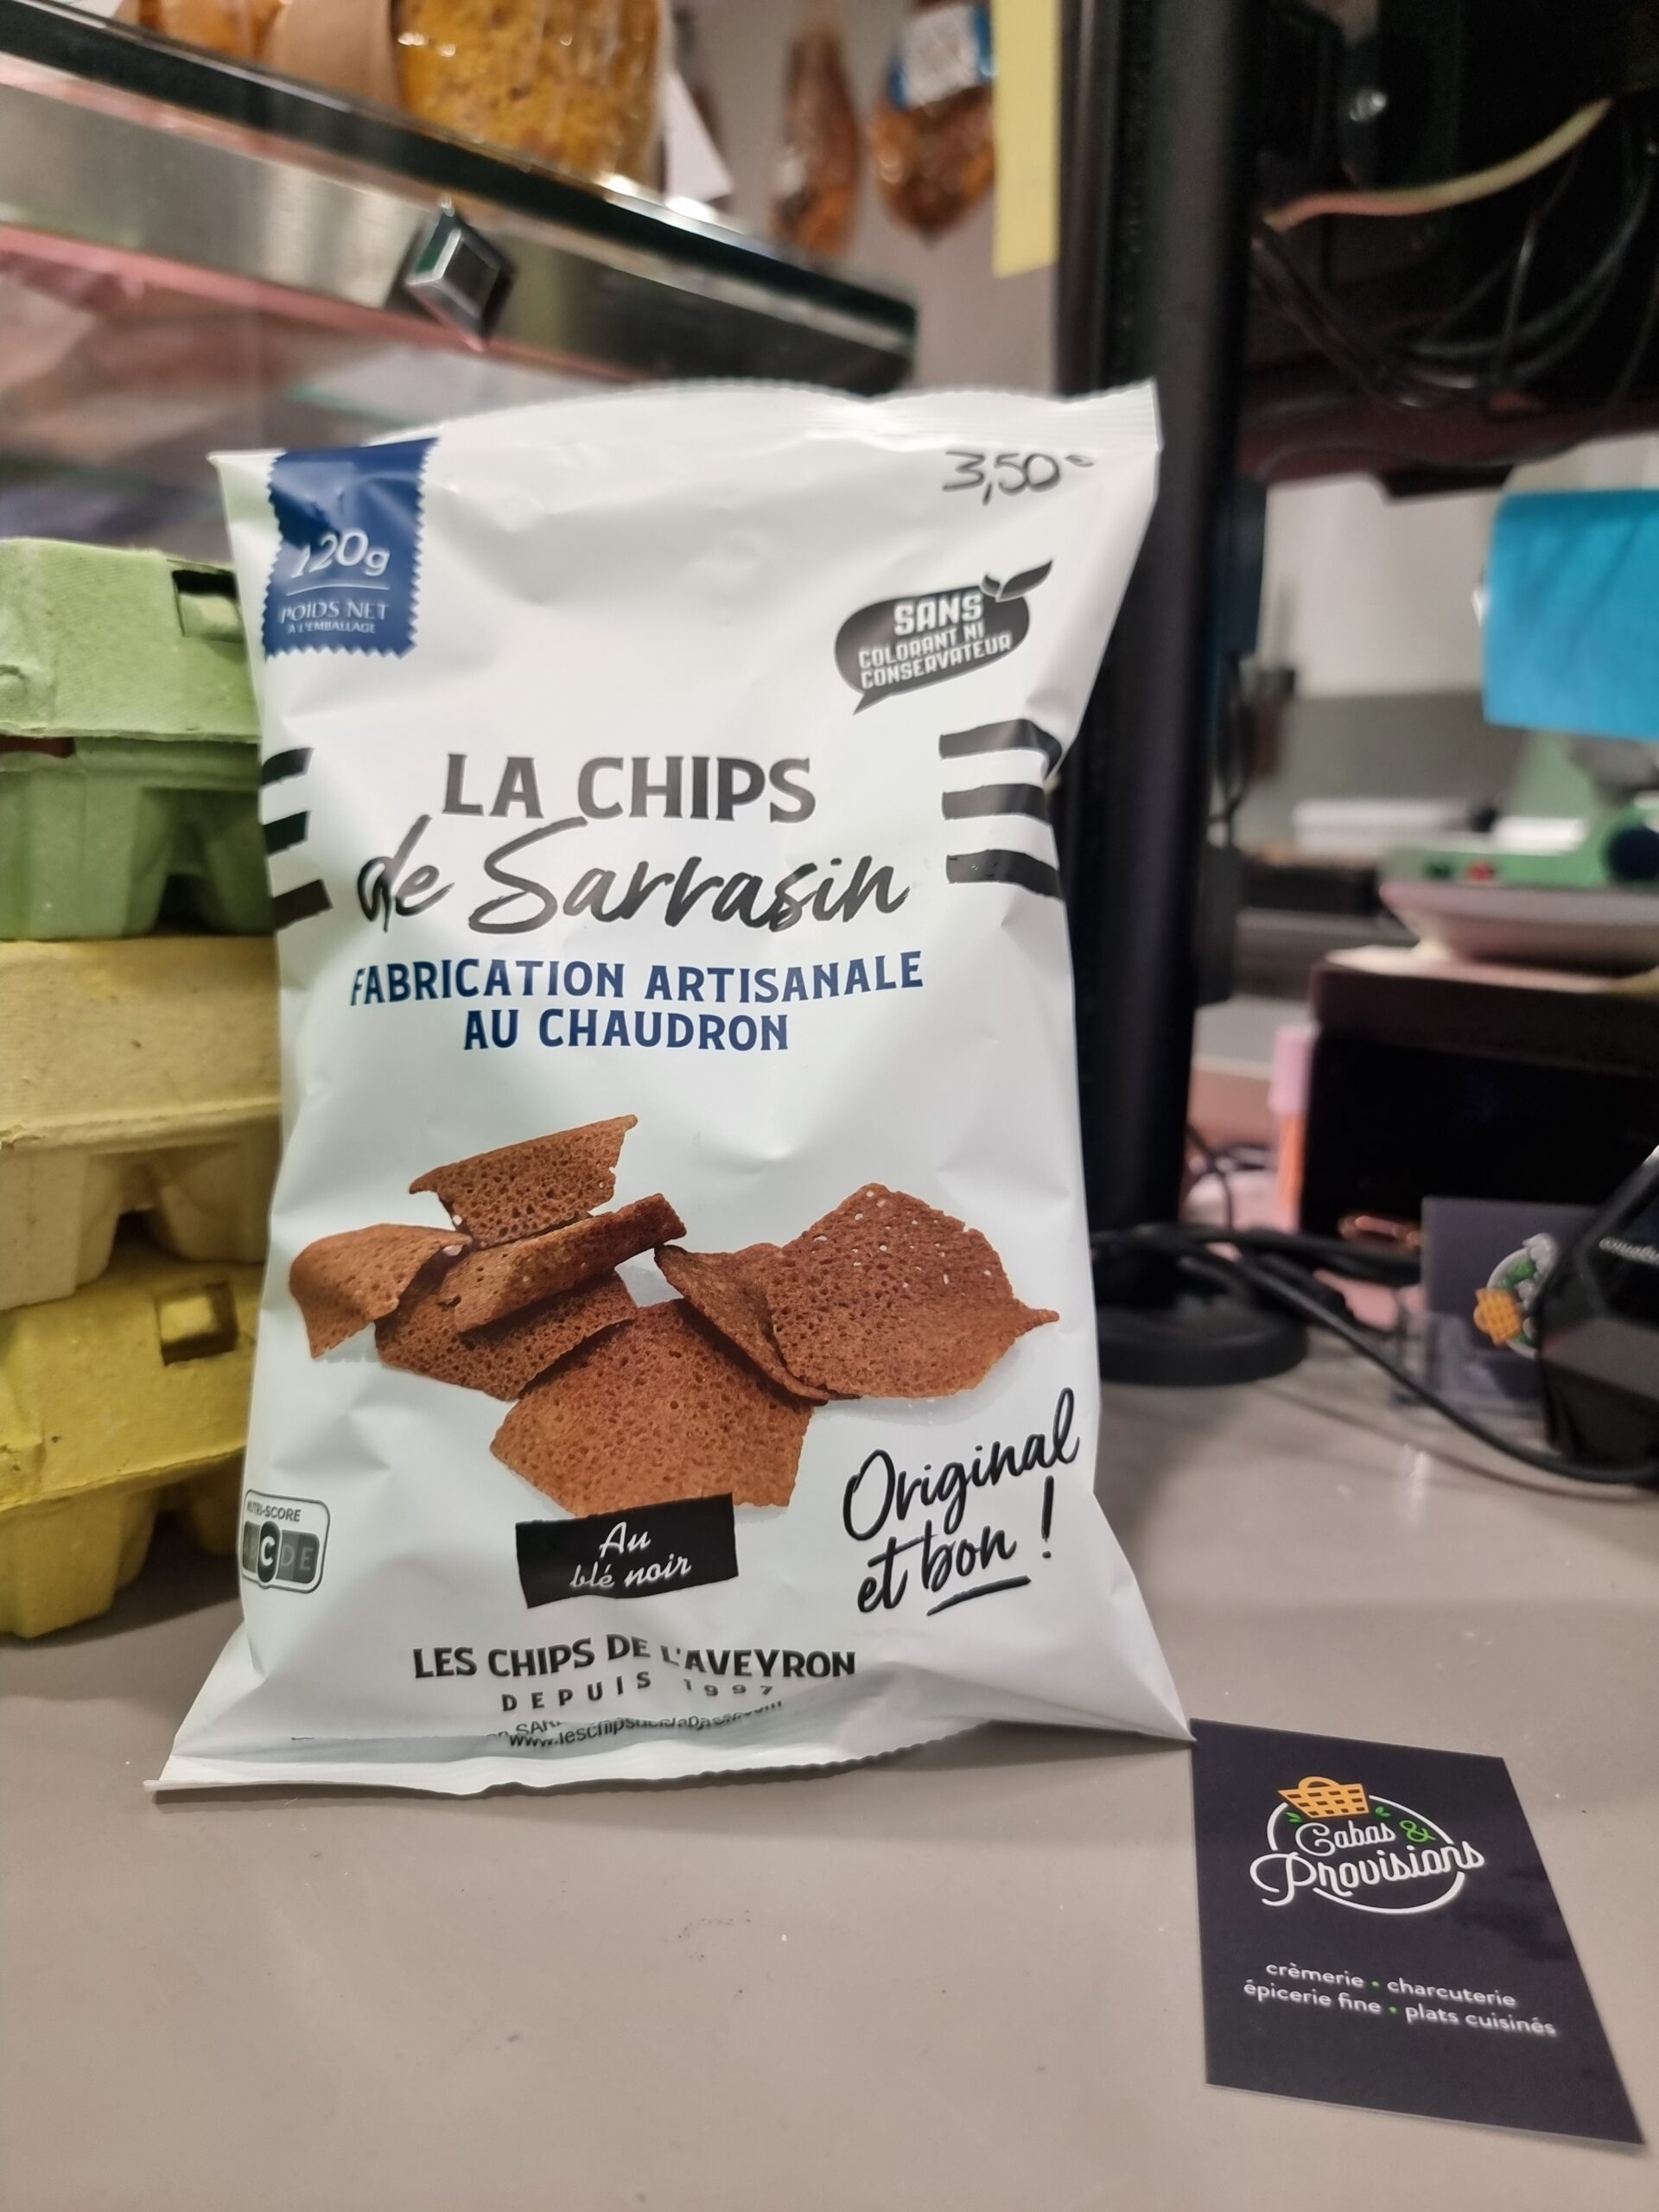 3,50€
120g
POIDS NET
A L'EMBALLAGE
SANS
COLORANT NI
CONSERVATEUR
LA CHIPS
de Sarrasin
FABRICATION ARTISANALE
AU CHAUDRON
Original
et bon !
NUTRI-SCORE
C D E
Au
blé noir
LES CHIPS DE L'AVEYRON
DEPUIS 1997
Cabas &
Provisions
crèmerie • charcuterie
épicerie fine • plats cuisinés